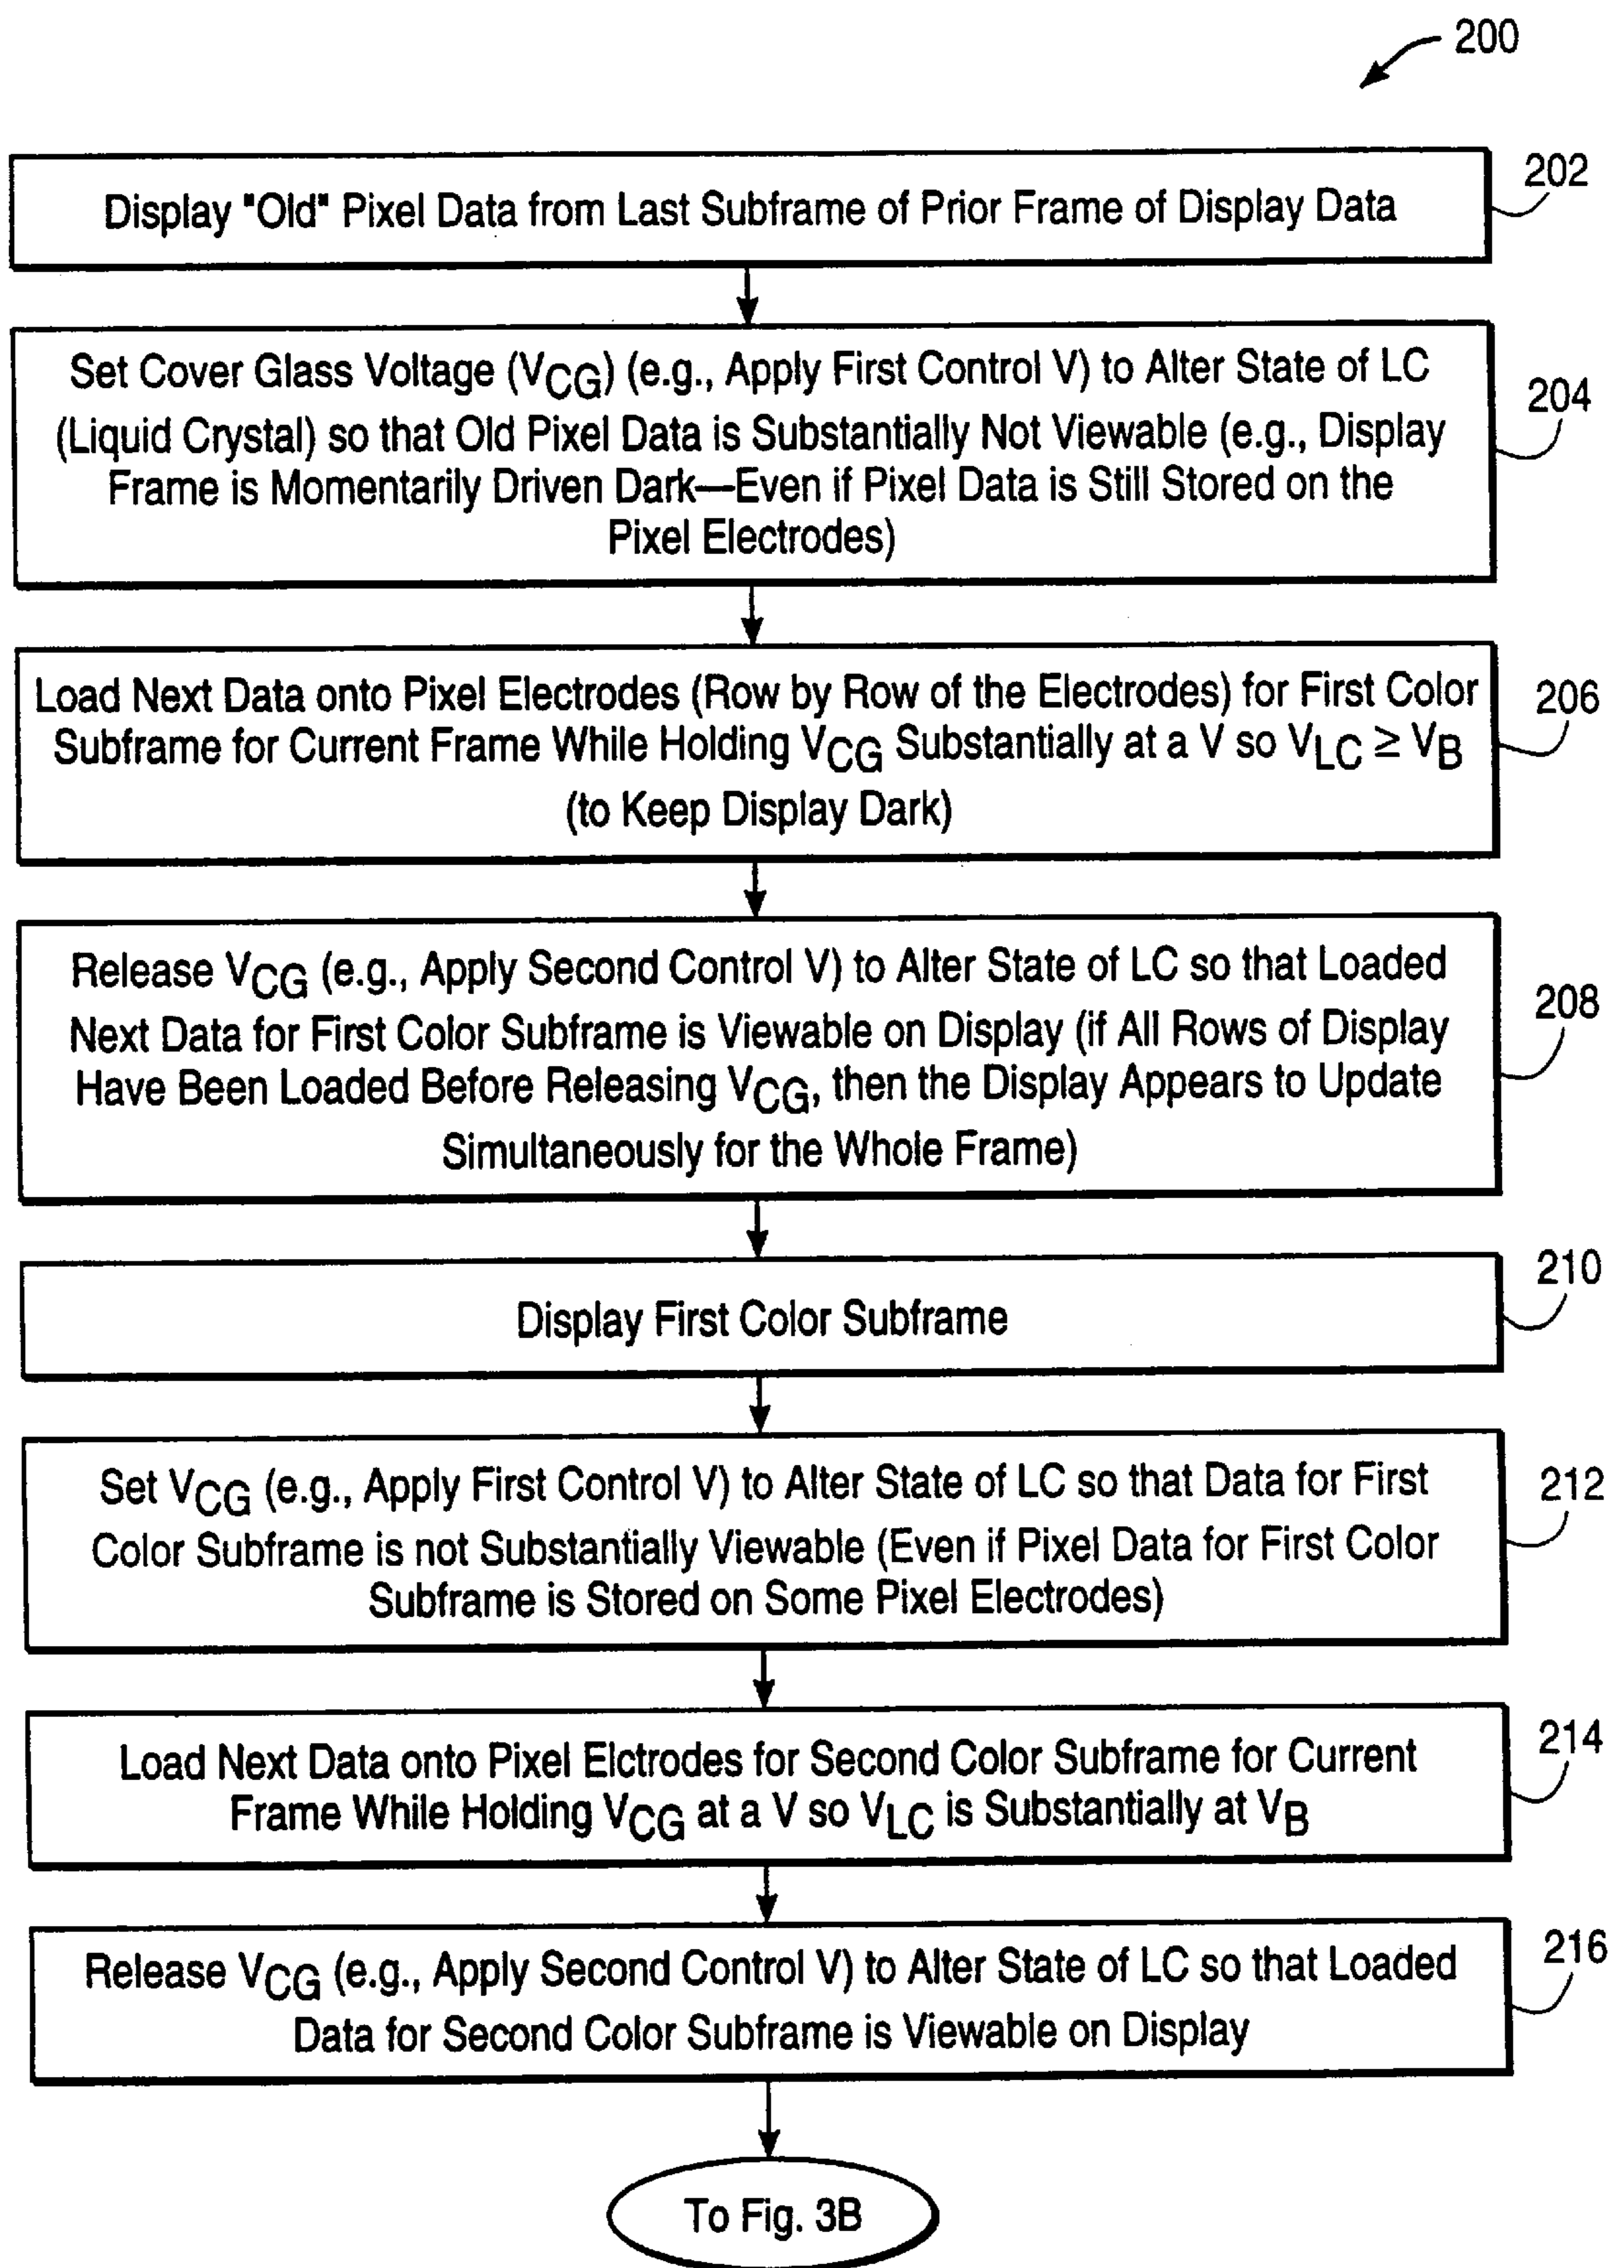 200
Display "Old" Pixel Data from Last Subframe of Prior Frame of Display Data
202
Set Cover Glass Voltage (VCG) (e.g., Apply First Control V) to Alter State of LC
(Liquid Crystal) so that Old Pixel Data is Substantially Not Viewable (e.g., Display
Frame is Momentarily Driven Dark—Even if Pixel Data is Still Stored on the
Pixel Electrodes)
204
Load Next Data onto Pixel Electrodes (Row by Row of the Electrodes) for First Color
Subframe for Current Frame While Holding VCG Substantially at a V so VLC ≥ VB
(to Keep Display Dark)
206
Release VCG (e.g., Apply Second Control V) to Alter State of LC so that Loaded
Next Data for First Color Subframe is Viewable on Display (if All Rows of Display
Have Been Loaded Before Releasing VCG, then the Display Appears to Update
Simultaneously for the Whole Frame)
208
Display First Color Subframe
210
Set VCG (e.g., Apply First Control V) to Alter State of LC so that Data for First
Color Subframe is not Substantially Viewable (Even if Pixel Data for First Color
Subframe is Stored on Some Pixel Electrodes)
212
Load Next Data onto Pixel Elctrodes for Second Color Subframe for Current
Frame While Holding VCG at a V so VLC is Substantially at VB
214
Release VCG (e.g., Apply Second Control V) to Alter State of LC so that Loaded
Data for Second Color Subframe is Viewable on Display
216
To Fig. 3B